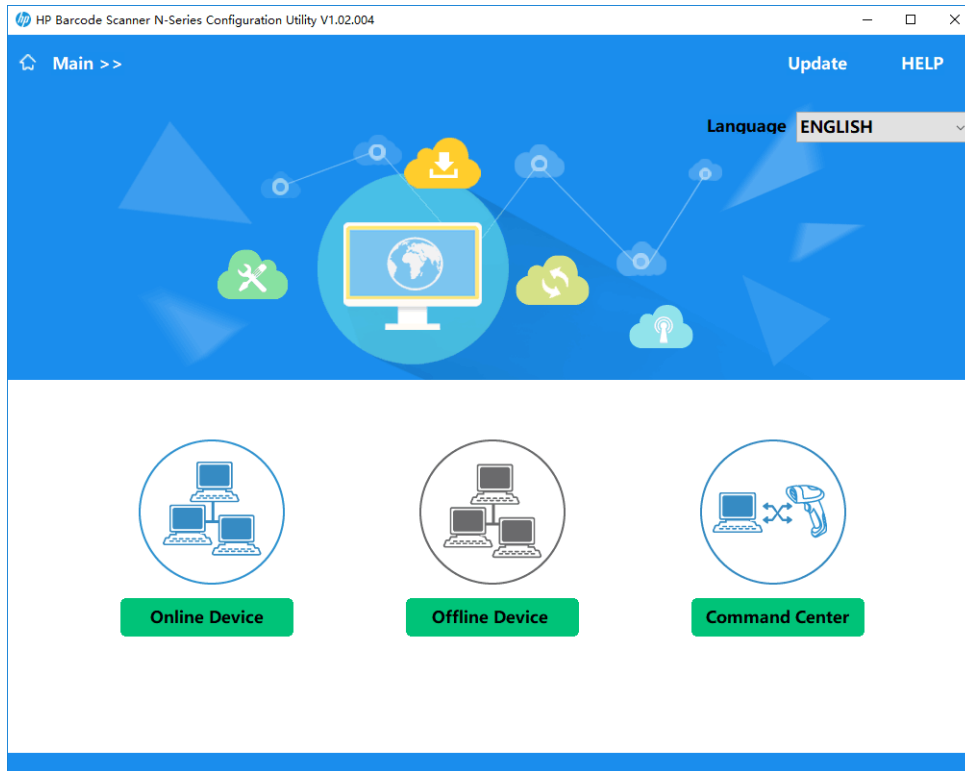 HP Barcode Scanner N-Series Configuration Utility V1.02.004
Main >>
Update
HELP
Language
ENGLISH
Online Device
Offline Device
Command Center